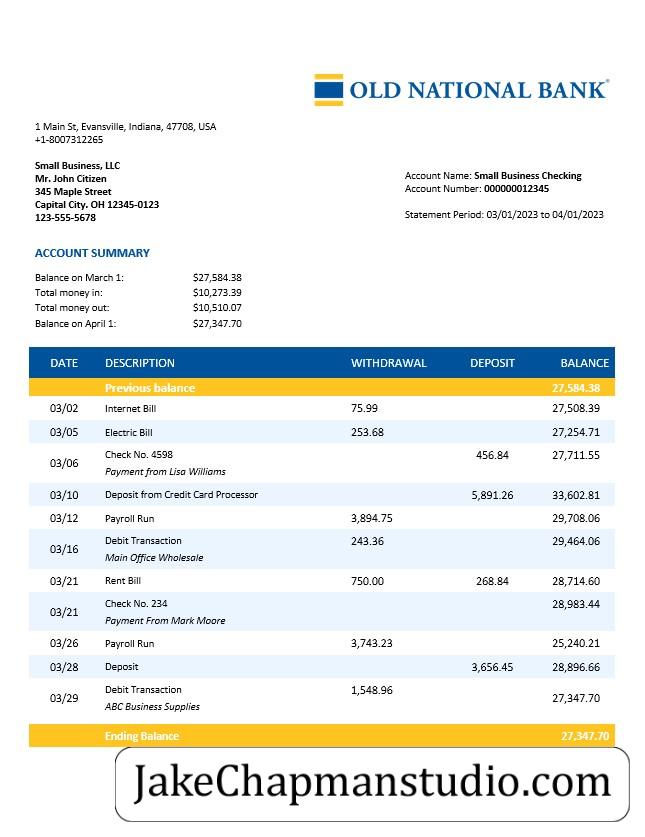 OLD NATIONAL BANK®
1 Main St, Evansville, Indiana, 47708, USA
+1-8007312265
Small Business, LLC
Mr. John Citizen
345 Maple Street
Capital City. OH 12345-0123
123-555-5678
Account Name: Small Business Checking
Account Number: 000000012345
Statement Period: 03/01/2023 to 04/01/2023
ACCOUNT SUMMARY
Balance on March 1: $27,584.38
Total money in: $10,273.39
Total money out: $10,510.07
Balance on April 1: $27,347.70
DATE DESCRIPTION WITHDRAWAL DEPOSIT BALANCE
Previous balance 27,584.38
03/02 Internet Bill 75.99 27,508.39
03/05 Electric Bill 253.68 27,254.71
03/06 Check No. 4598 456.84 27,711.55
Payment from Lisa Williams
03/10 Deposit from Credit Card Processor 5,891.26 33,602.81
03/12 Payroll Run 3,894.75 29,708.06
03/16 Debit Transaction 243.36 29,464.06
Main Office Wholesale
03/21 Rent Bill 750.00 268.84 28,714.60
03/21 Check No. 234 28,983.44
Payment From Mark Moore
03/26 Payroll Run 3,743.23 25,240.21
03/28 Deposit 3,656.45 28,896.66
03/29 Debit Transaction 1,548.96 27,347.70
ABC Business Supplies
Ending Balance 27,347.70
JakeChapmanstudio.com